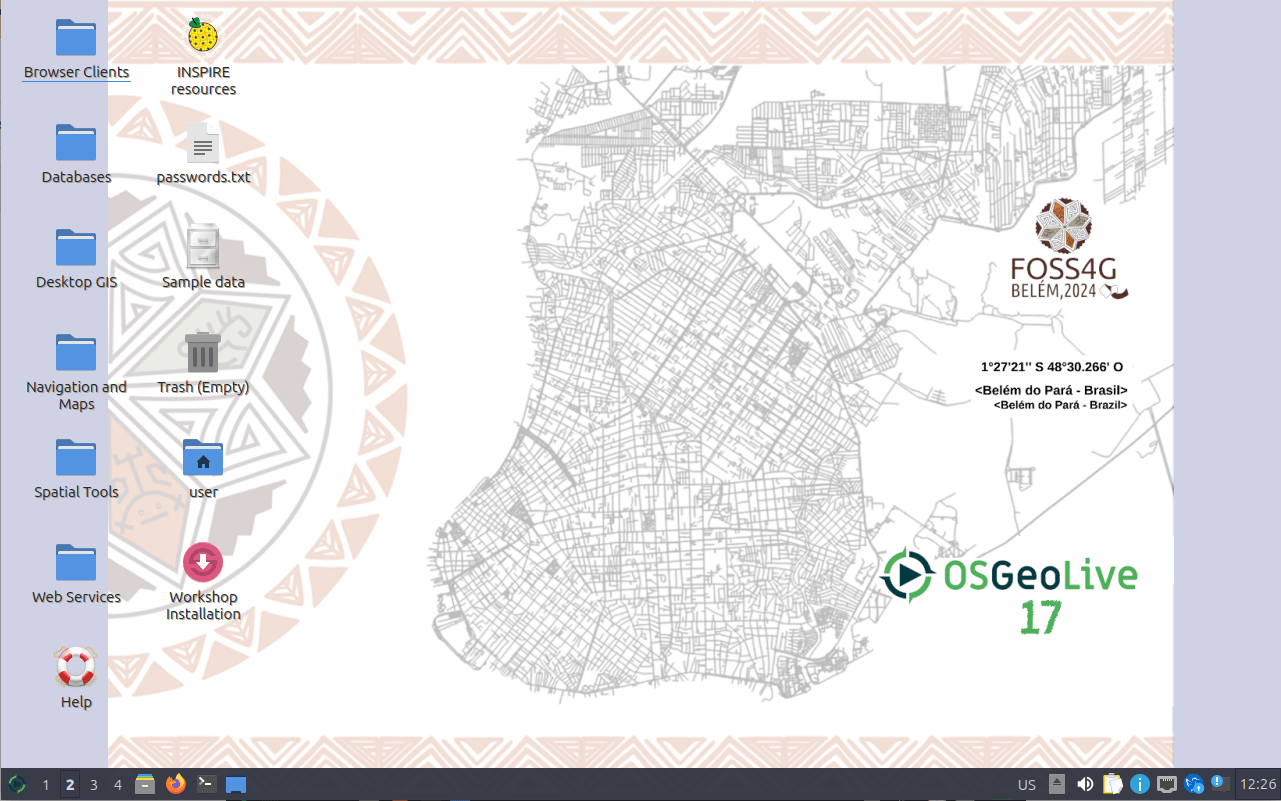 Browser Clients
INSPIRE
resources
Databases
passwords.txt
Desktop GIS
Sample data
Navigation and
Maps
Trash (Empty)
Spatial Tools
user
Web Services
Workshop
Installation
Help
FOSS4G
BELÉM,2024
1°27'21'' S 48°30.266' O
<Belém do Pará - Brasil>
<Belém do Pará - Brazil>
OSGeoLive
17
1 2 3 4
US
12:26